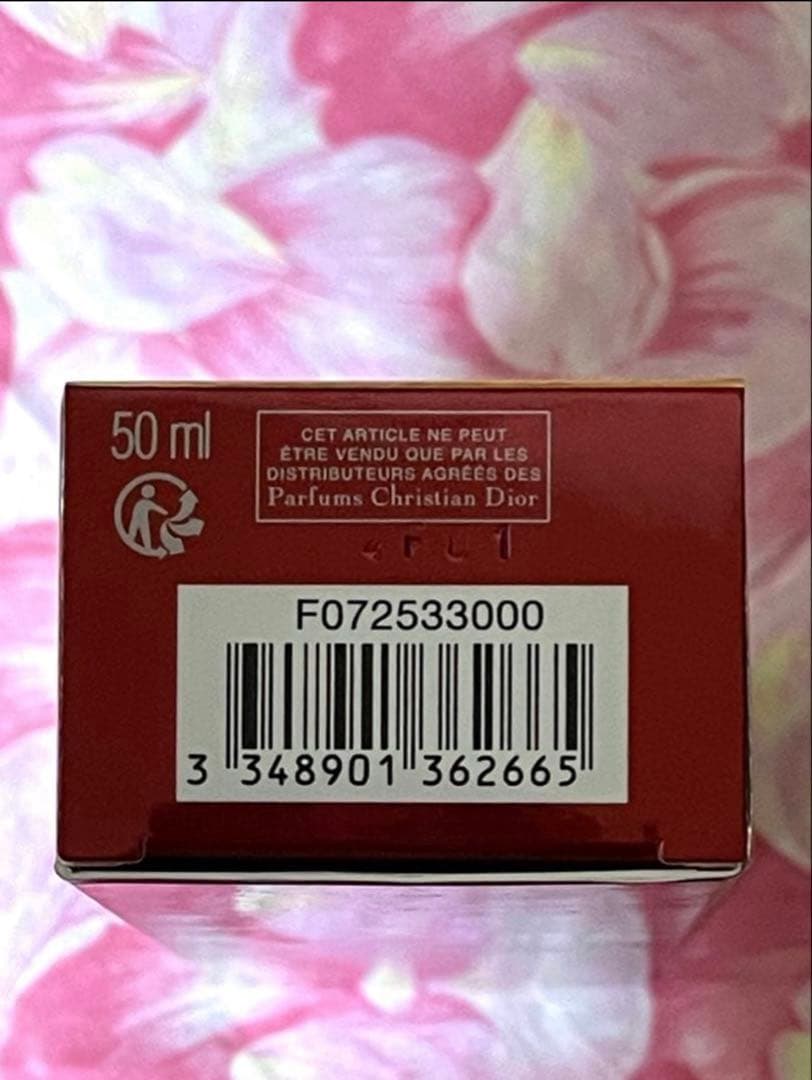 50 ml
CET ARTICLE NE PEUT
ÊTRE VENDU QUE PAR LES
DISTRIBUTEURS AGRÉÉS DES
Parfums Christian Dior
F072533000
3 348901 362665